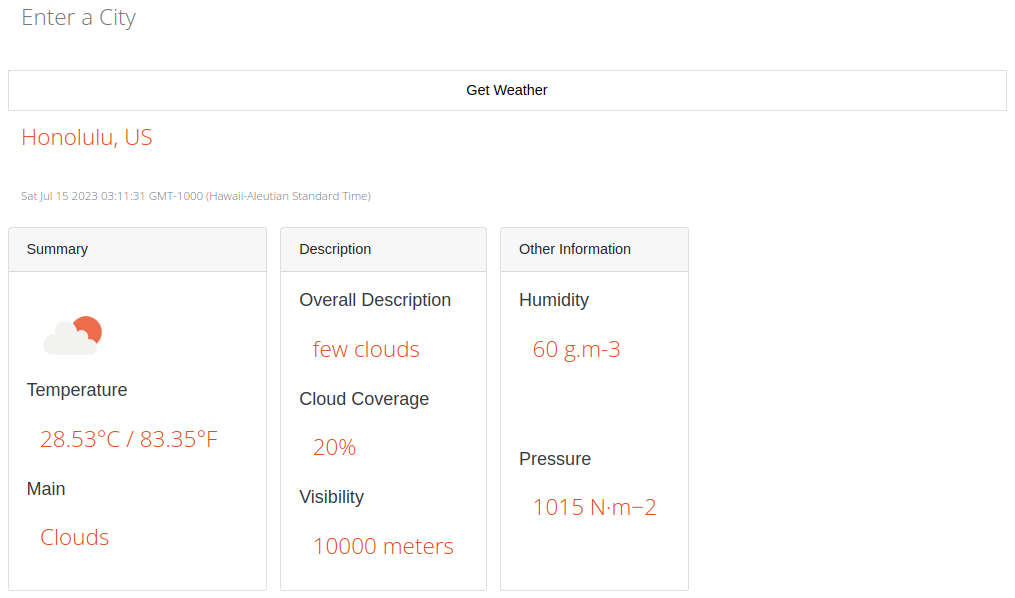 Enter a City
Get Weather
Honolulu, US
Sat Jul 15 2023 03:11:31 GMT-1000 (Hawaii-Aleutian Standard Time)
Summary
Temperature
28.53°C / 83.35°F
Main
Clouds
Description
Overall Description
few clouds
Cloud Coverage
20%
Visibility
10000 meters
Other Information
Humidity
60 g.m-3
Pressure
1015 N·m−2